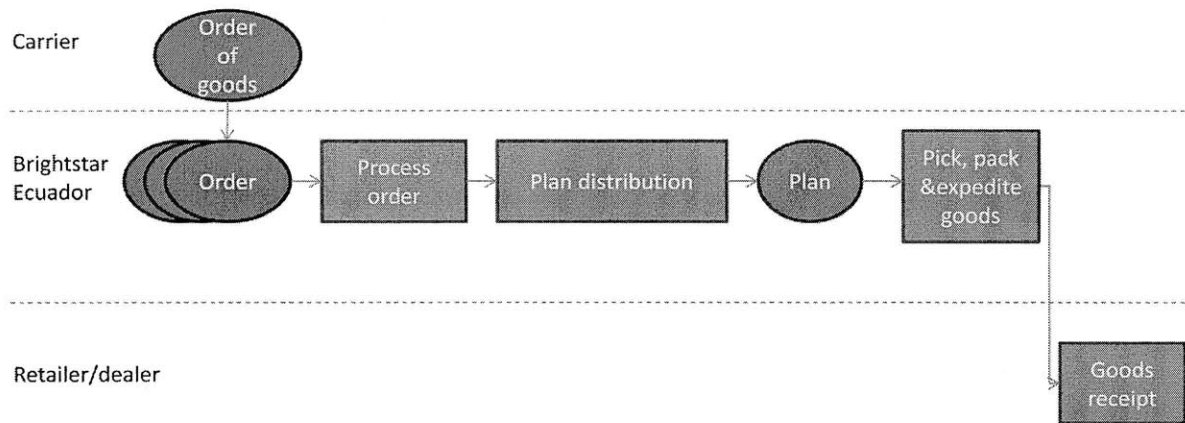 Carrier
Order
of
goods
Brightstar
Ecuador
Order
Process
order
Plan distribution
Plan
Pick, pack
&expedite
goods
Retailer/dealer
Goods
receipt